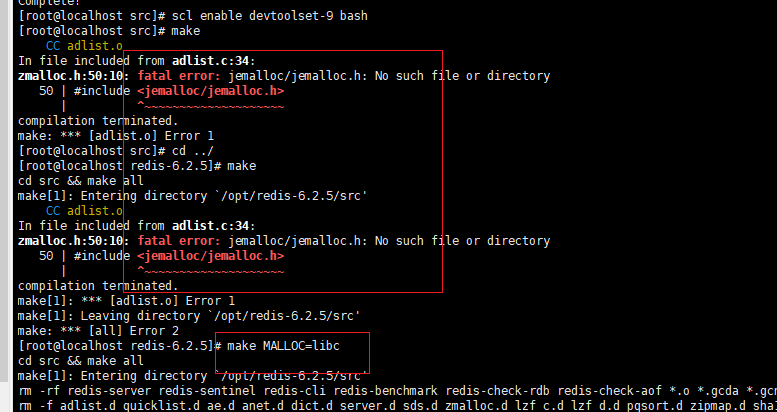 Complete!
[root@localhost src]# scl enable devtoolset-9 bash
[root@localhost src]# make
    CC adlist.o
In file included from adlist.c:34:
zmalloc.h:50:10: fatal error: jemalloc/jemalloc.h: No such file or directory
   50 | #include <jemalloc/jemalloc.h>
      |          ^~~~~~~~~~~~~~~~~~~~~
compilation terminated.
make: *** [adlist.o] Error 1
[root@localhost src]# cd ../
[root@localhost redis-6.2.5]# make
cd src && make all
make[1]: Entering directory `/opt/redis-6.2.5/src'
    CC adlist.o
In file included from adlist.c:34:
zmalloc.h:50:10: fatal error: jemalloc/jemalloc.h: No such file or directory
   50 | #include <jemalloc/jemalloc.h>
      |          ^~~~~~~~~~~~~~~~~~~~~
compilation terminated.
make[1]: *** [adlist.o] Error 1
make[1]: Leaving directory `/opt/redis-6.2.5/src'
make: *** [all] Error 2
[root@localhost redis-6.2.5]# make MALLOC=libc
cd src && make all
make[1]: Entering directory `/opt/redis-6.2.5/src'
rm -rf redis-server redis-sentinel redis-cli redis-benchmark redis-check-rdb redis-check-aof *.o *.gcda *.gcn
rm -f adlist.d quicklist.d ae.d anet.d dict.d server.d sds.d zmalloc.d lzf_c.d lzf_d.d pqsort.d zipmap.d sha